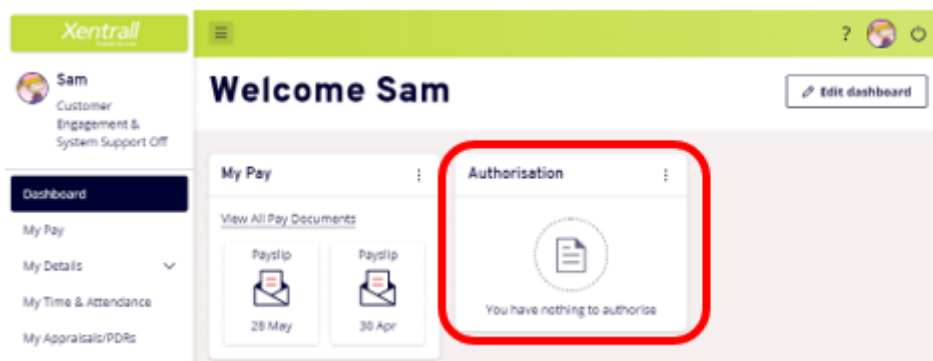 Xentrall
?
Sam
Customer
Engagement &
System Support Off
Welcome Sam
Edit dashboard
Dashboard
My Pay
My Details
My Time & Attendance
My Appraisals/PDRs
My Pay
View All Pay Documents
Payslip
28 May
Payslip
30 Apr
Authorisation
You have nothing to authorise